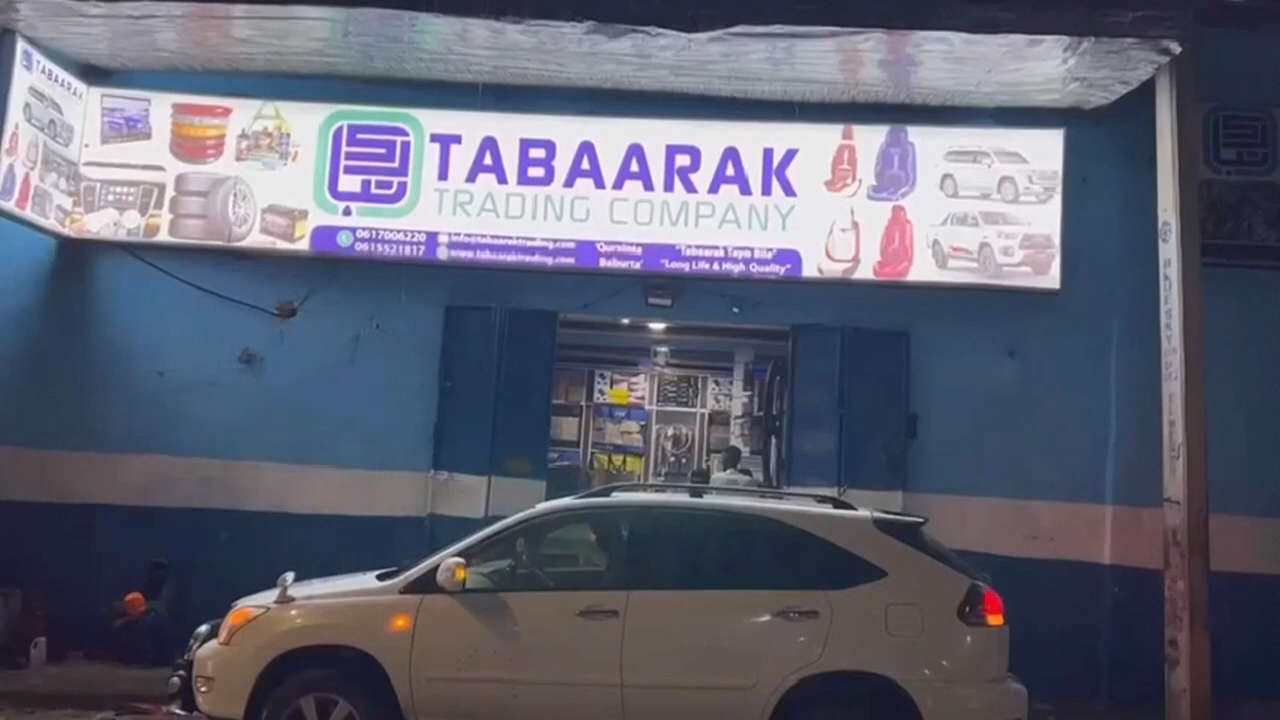 TABAARAK
TABAARAK
TRADING COMPANY
0617006220
0615521817
info@tabaaraktrading.com
www.tabaaraktrading.com
'Qurxinta
Baburta'
"Tabaarak Tayo Bila"
"Long Life & High Quality"